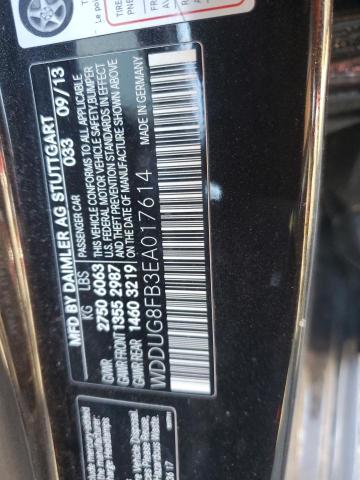 MFD BY DAIMLER AG STUTTGART
PASSENGER CAR 033 09/13
KG LBS
GVWR 2750 6063
GAWR FRONT 1355 2987
GAWR REAR 1460 3219
THIS VEHICLE CONFORMS TO ALL APPLICABLE
U.S. FEDERAL MOTOR VEHICLE SAFETY, BUMPER
AND THEFT PREVENTION STANDARDS IN EFFECT
ON THE DATE OF MANUFACTURE SHOWN ABOVE.
WDDUG8FB3EA017614
MADE IN GERMANY